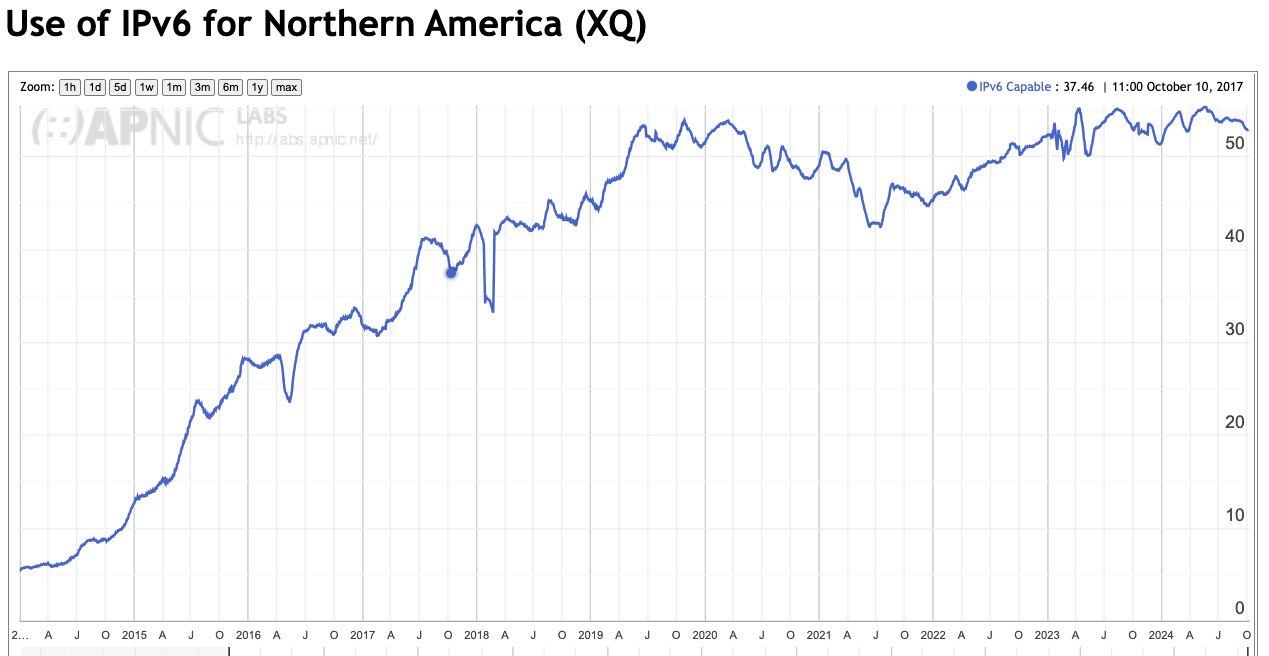 Use of IPv6 for Northern America (XQ)
Zoom: 1h 1d 5d 1w 1m 3m 6m 1y max
IPv6 Capable : 37.46 | 11:00 October 10, 2017
(::) APNIC LABS
http://labs.apnic.net/
50
40
30
20
10
0
2... A J O 2015 A J O 2016 A J O 2017 A J O 2018 A J O 2019 A J O 2020 A J O 2021 A J O 2022 A J O 2023 A J O 2024 A J O